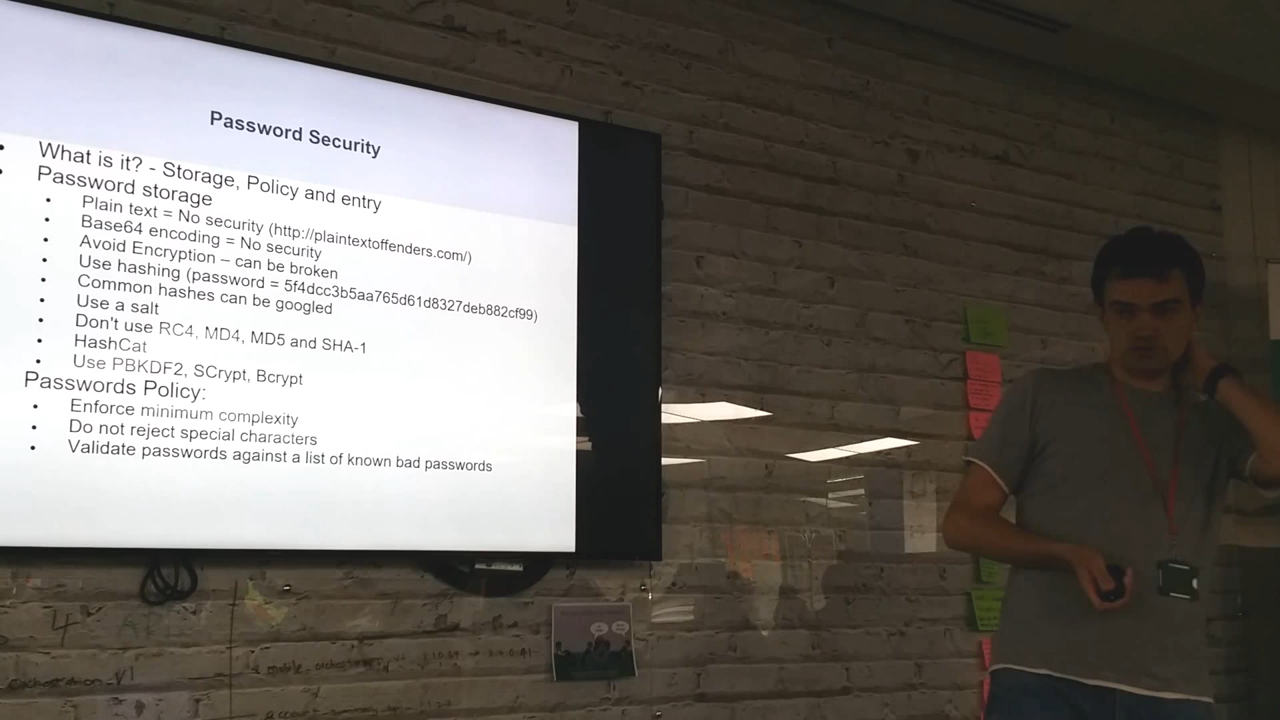 Password Security
What is it? - Storage, Policy and entry
Password storage
Plain text = No security (http://plaintextoffenders.com/)
Base64 encoding = No security
Avoid Encryption – can be broken
Use hashing (password = 5f4dcc3b5aa765d61d8327deb882cf99)
Common hashes can be googled
Use a salt
Don't use RC4, MD4, MD5 and SHA-1
HashCat
Use PBKDF2, SCrypt, Bcrypt
Passwords Policy:
Enforce minimum complexity
Do not reject special characters
Validate passwords against a list of known bad passwords
4